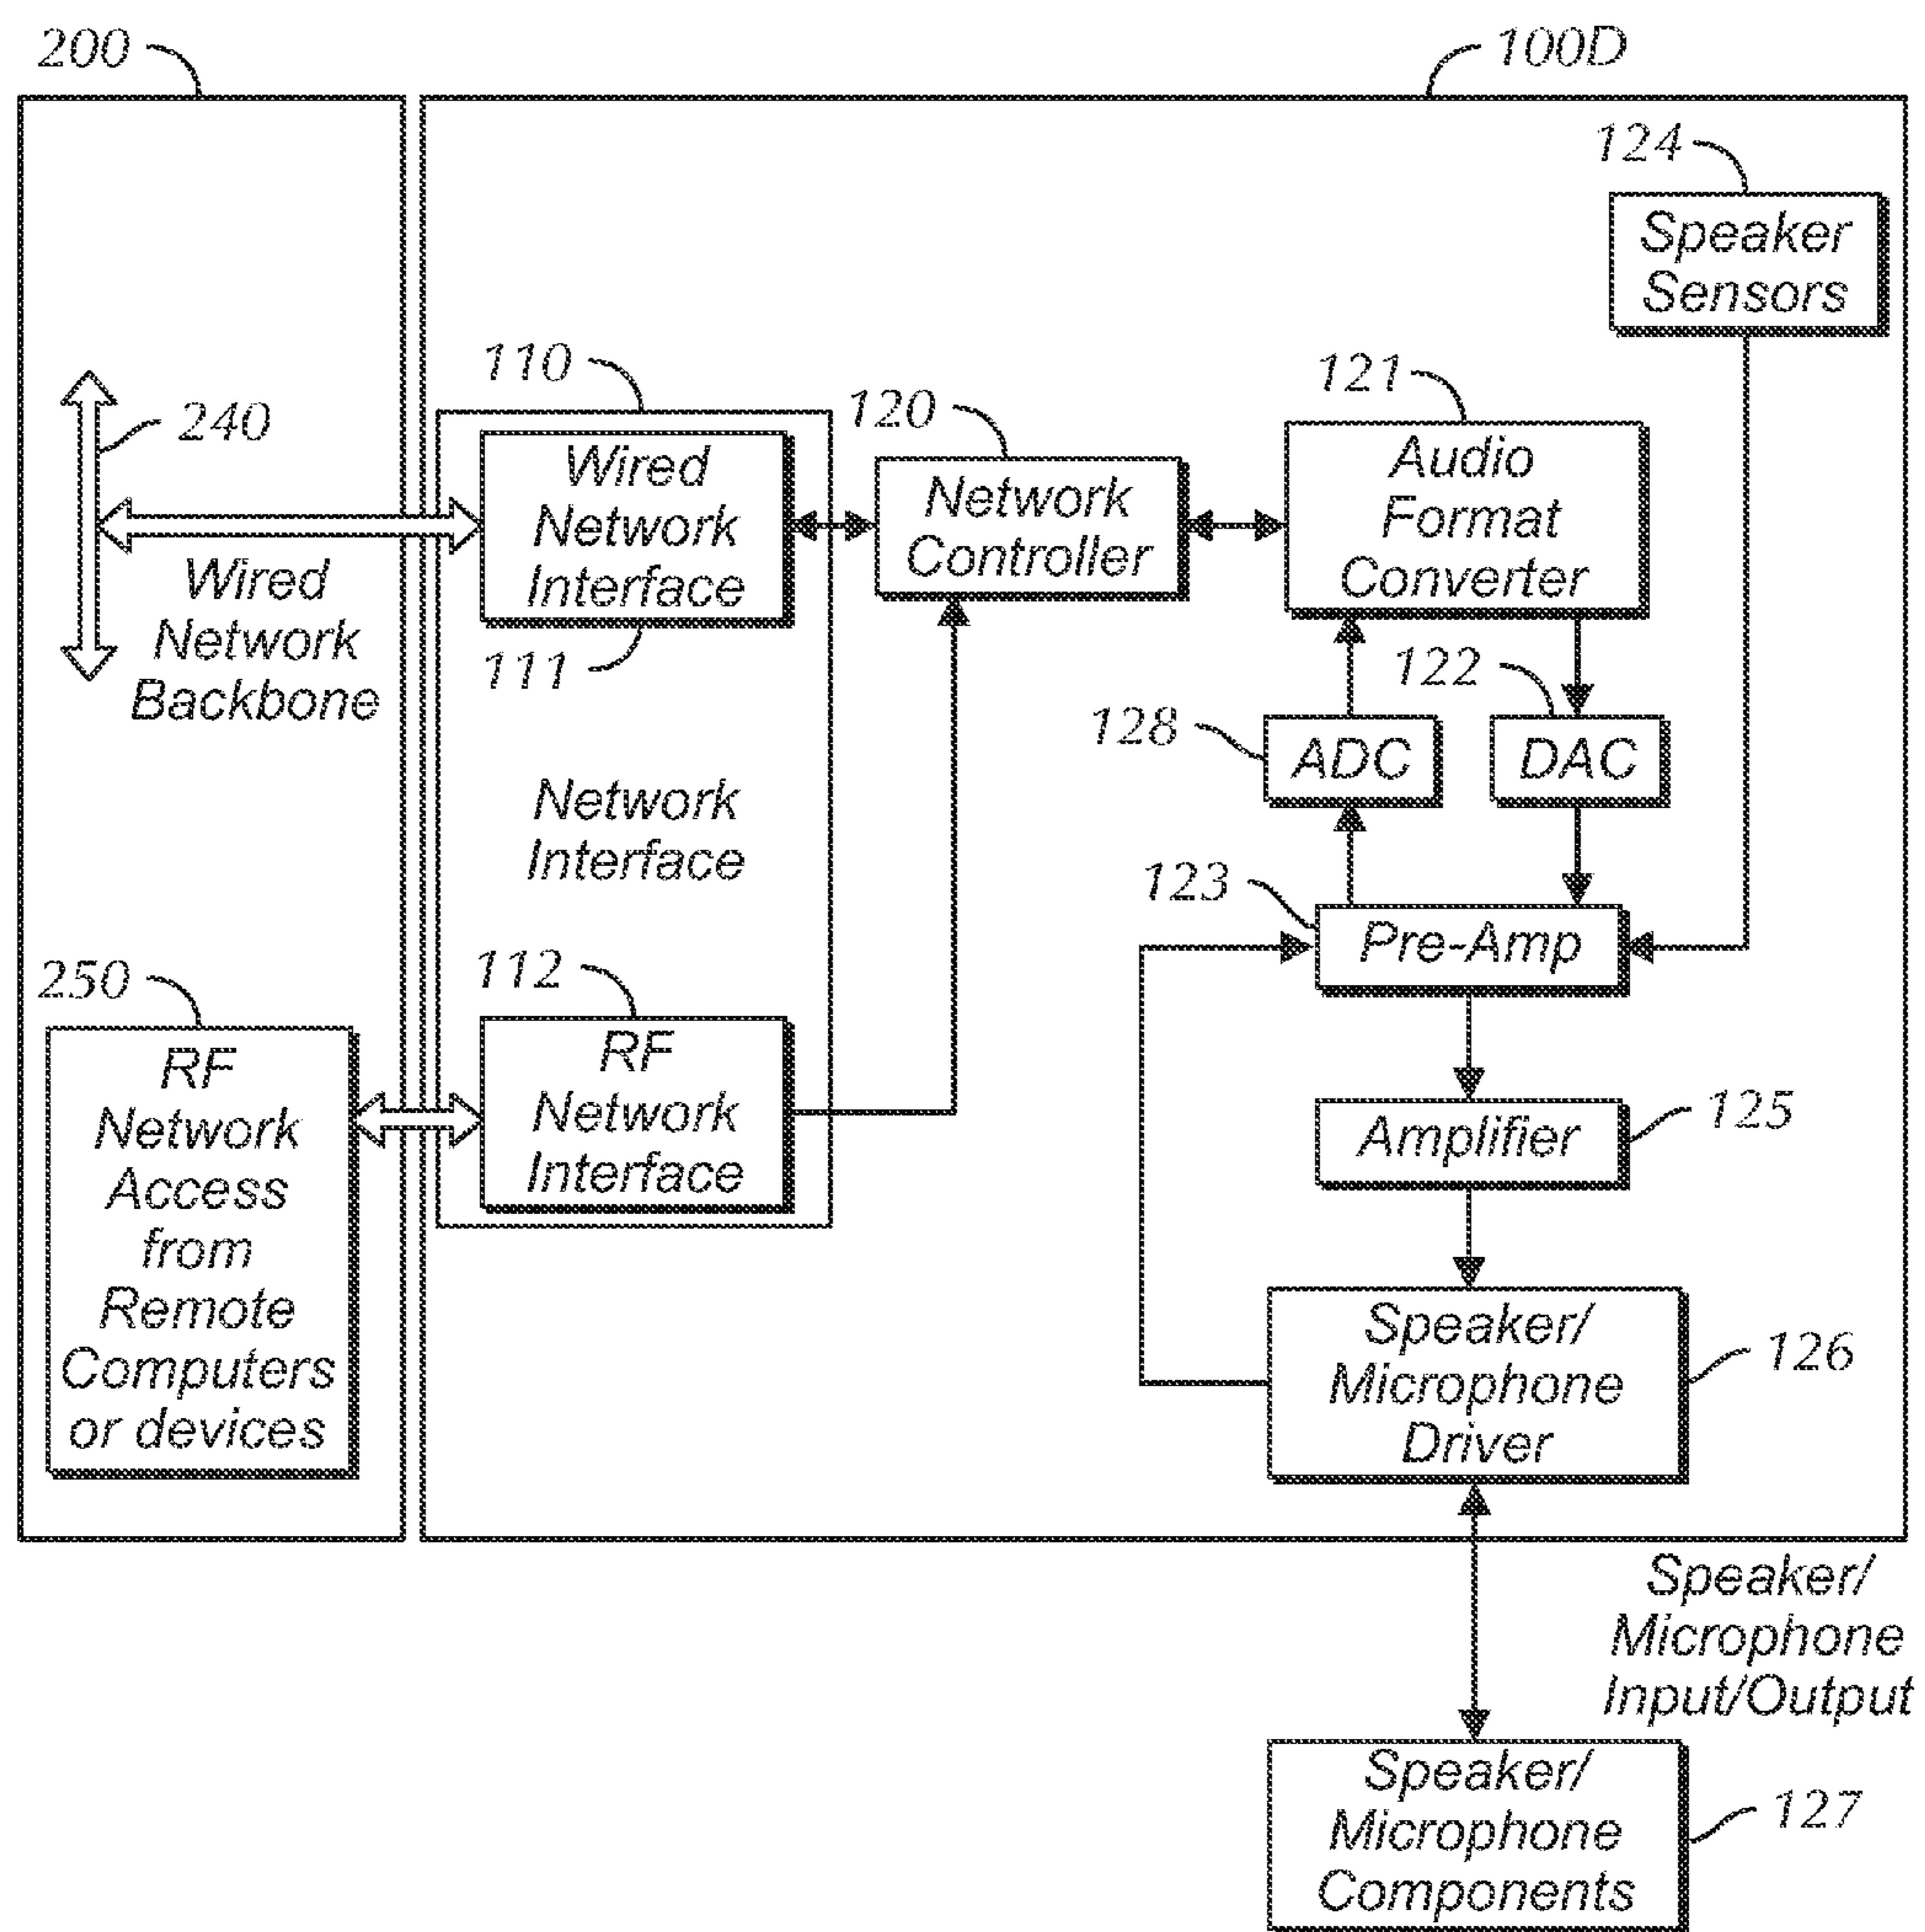 200
100D
124
Speaker
Sensors
110
121
120
240
Wired
Network
Interface
Network
Controller
Audio
Format
Converter
Wired
Network
Backbone
111
122
128
ADC
DAC
Network
Interface
123
Pre-Amp
250
112
RF
Network
Access
from
Remote
Computers
or devices
RF
Network
Interface
Amplifier
125
Speaker/
Microphone
Driver
126
Speaker/
Microphone
Input/Output
Speaker/
Microphone
Components
127